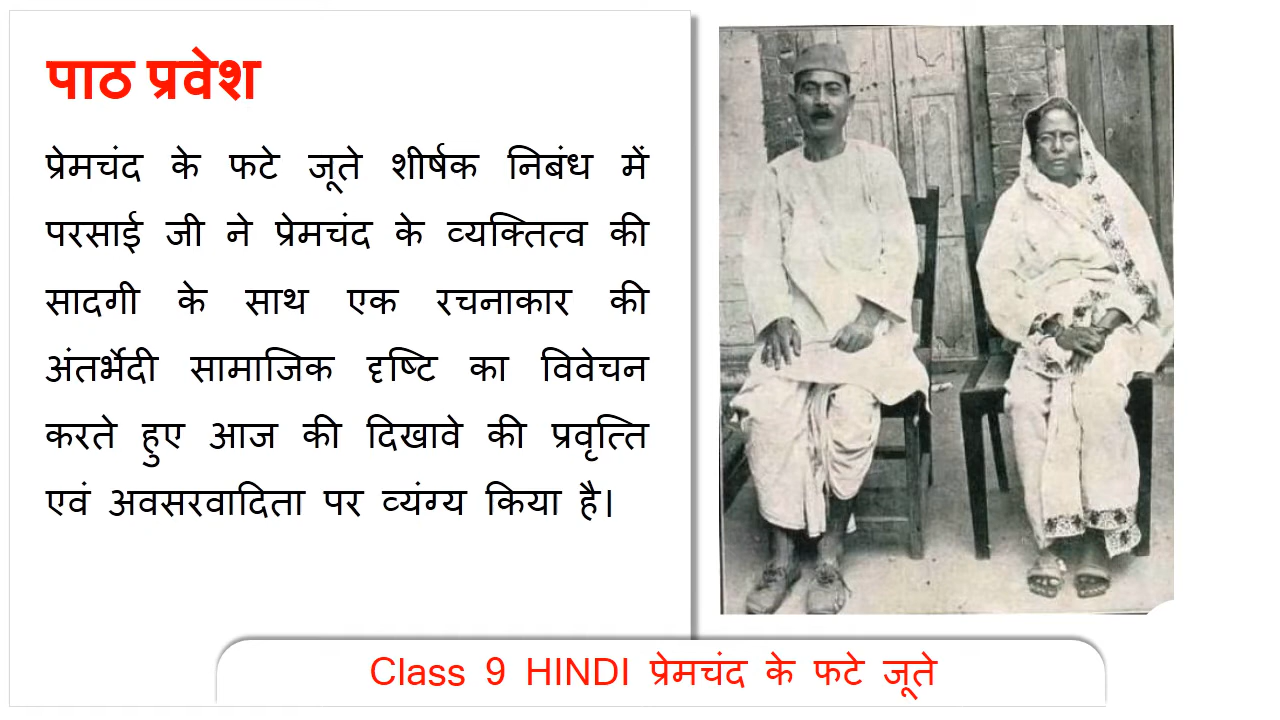 पाठ प्रवेश
प्रेमचंद के फटे जूते शीर्षक निबंध में
परसाई जी ने प्रेमचंद के व्यक्तित्व की
सादगी के साथ एक रचनाकार की
अंतर्भेदी सामाजिक दृष्टि का विवेचन
करते हुए आज की दिखावे की प्रवृत्ति
एवं अवसरवादिता पर व्यंग्य किया है।
Class 9 HINDI प्रेमचंद के फटे जूते